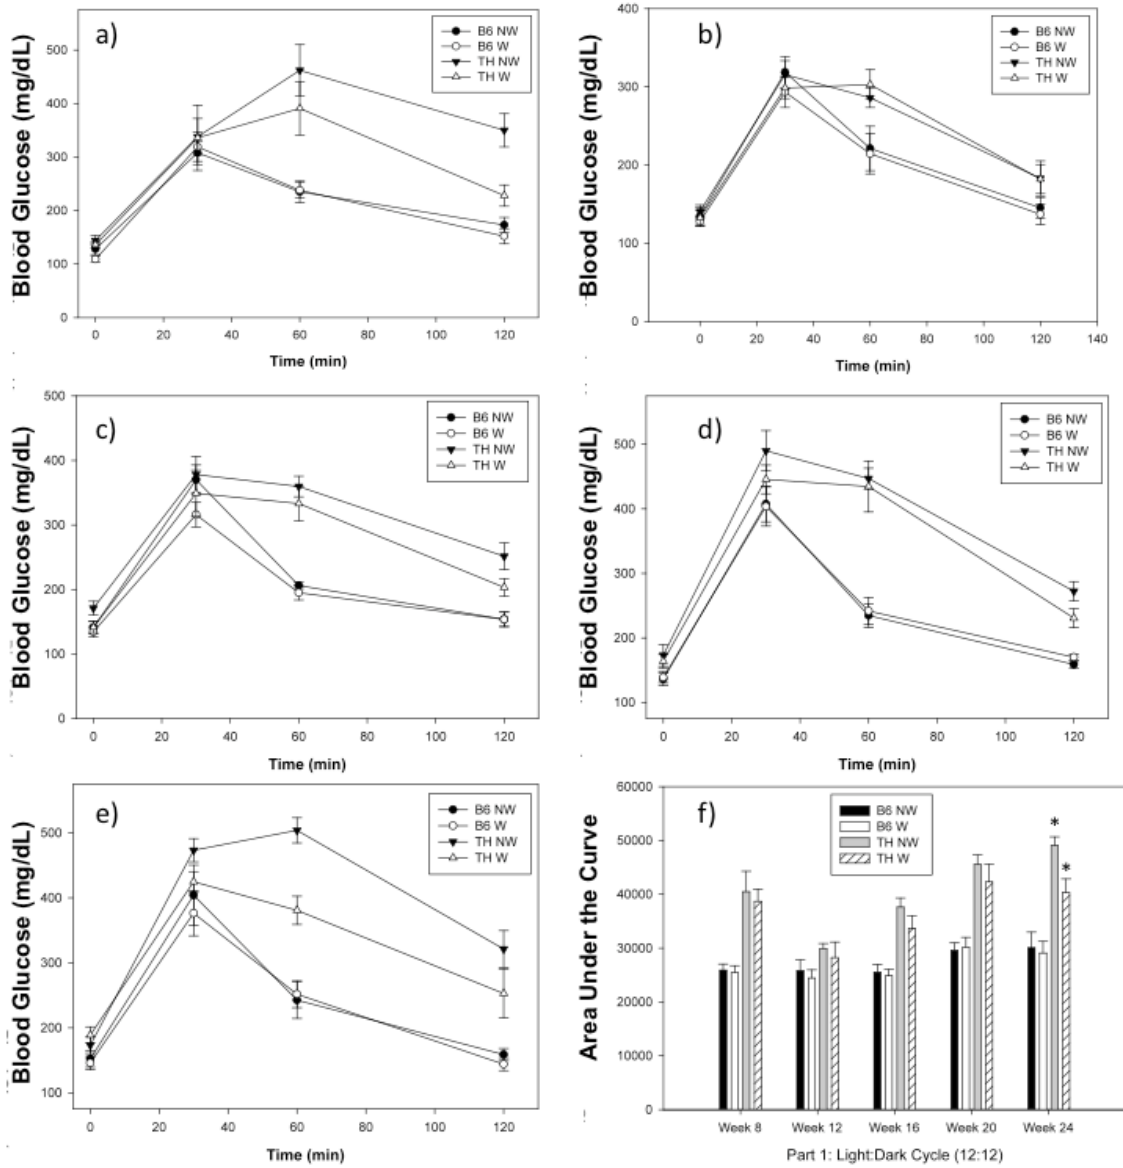 a)
B6 NW
B6 W
TH NW
TH W
Blood Glucose (mg/dL)
500
400
300
200
100
0
0 20 40 60 80 100 120
Time (min)
b)
B6 NW
B6 W
TH NW
TH W
Blood Glucose (mg/dL)
400
300
200
100
0
0 20 40 60 80 100 120 140
Time (min)
c)
B6 NW
B6 W
TH NW
TH W
Blood Glucose (mg/dL)
500
400
300
200
100
0
0 20 40 60 80 100 120
Time (min)
d)
B6 NW
B6 W
TH NW
TH W
Blood Glucose (mg/dL)
500
400
300
200
100
0 20 40 60 80 100 120
Time (min)
e)
B6 NW
B6 W
TH NW
TH W
Blood Glucose (mg/dL)
500
400
300
200
100
0 20 40 60 80 100 120
Time (min)
f)
B6 NW
B6 W
TH NW
TH W
Area Under the Curve
60000
50000
40000
30000
20000
10000
0
* *
Week 8 Week 12 Week 16 Week 20 Week 24
Part 1: Light:Dark Cycle (12:12)